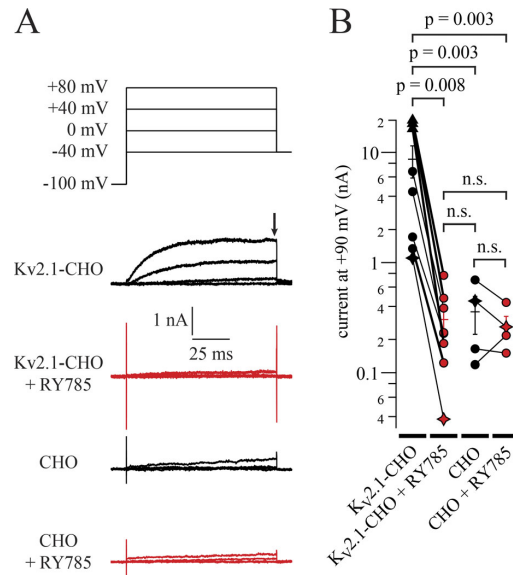 A
+80 mV
+40 mV
0 mV
-40 mV
-100 mV
Kv2.1-CHO
1 nA
25 ms
Kv2.1-CHO
+ RY785
CHO
CHO
+ RY785
B
p = 0.003
p = 0.003
p = 0.008
n.s.
n.s.
n.s.
current at +90 mV (nA)
2
10
6
4
2
1
6
4
2
0.1
6
4
Kv2.1-CHO
Kv2.1-CHO + RY785
CHO
CHO + RY785